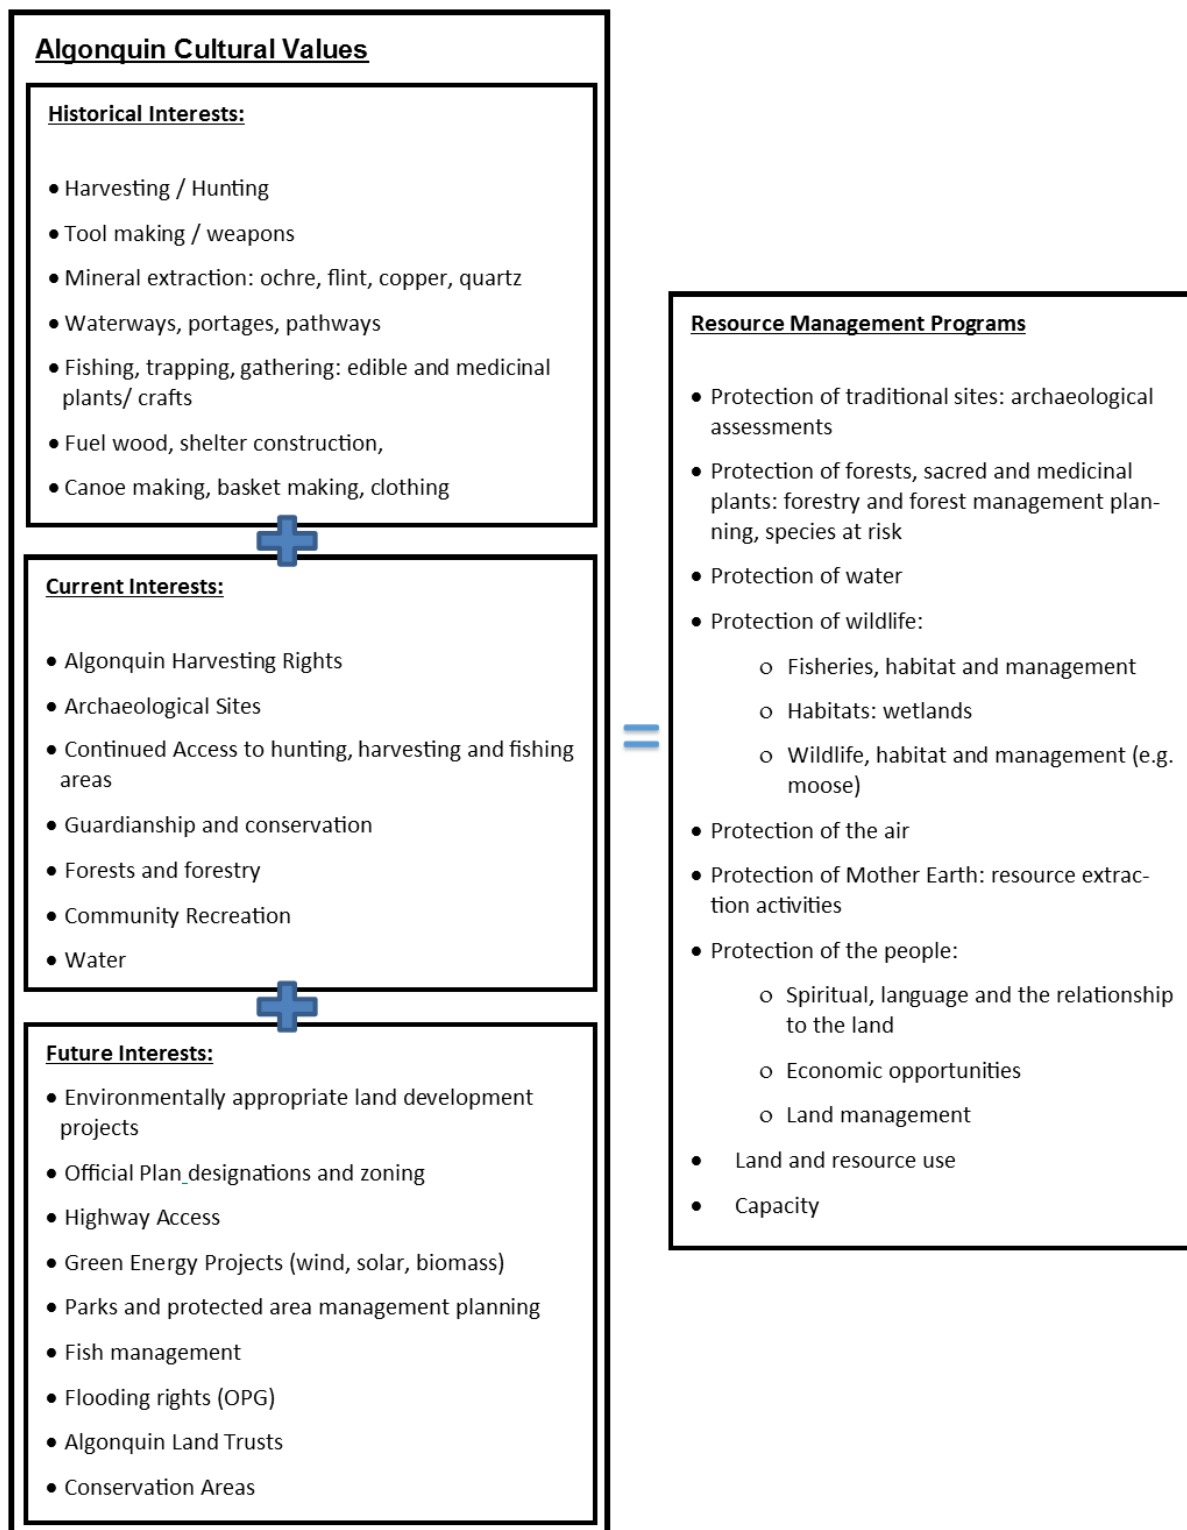 Algonquin Cultural Values
Historical Interests:
• Harvesting / Hunting
• Tool making / weapons
• Mineral extraction: ochre, flint, copper, quartz
• Waterways, portages, pathways
• Fishing, trapping, gathering: edible and medicinal
plants/ crafts
• Fuel wood, shelter construction,
• Canoe making, basket making, clothing
Current Interests:
• Algonquin Harvesting Rights
• Archaeological Sites
• Continued Access to hunting, harvesting and fishing
areas
• Guardianship and conservation
• Forests and forestry
• Community Recreation
• Water
Future Interests:
• Environmentally appropriate land development
projects
• Official Plan designations and zoning
• Highway Access
• Green Energy Projects (wind, solar, biomass)
• Parks and protected area management planning
• Fish management
• Flooding rights (OPG)
• Algonquin Land Trusts
• Conservation Areas
=
Resource Management Programs
• Protection of traditional sites: archaeological
assessments
• Protection of forests, sacred and medicinal
plants: forestry and forest management plan-
ning, species at risk
• Protection of water
• Protection of wildlife:
o Fisheries, habitat and management
o Habitats: wetlands
o Wildlife, habitat and management (e.g.
moose)
• Protection of the air
• Protection of Mother Earth: resource extrac-
tion activities
• Protection of the people:
o Spiritual, language and the relationship
to the land
o Economic opportunities
o Land management
• Land and resource use
• Capacity